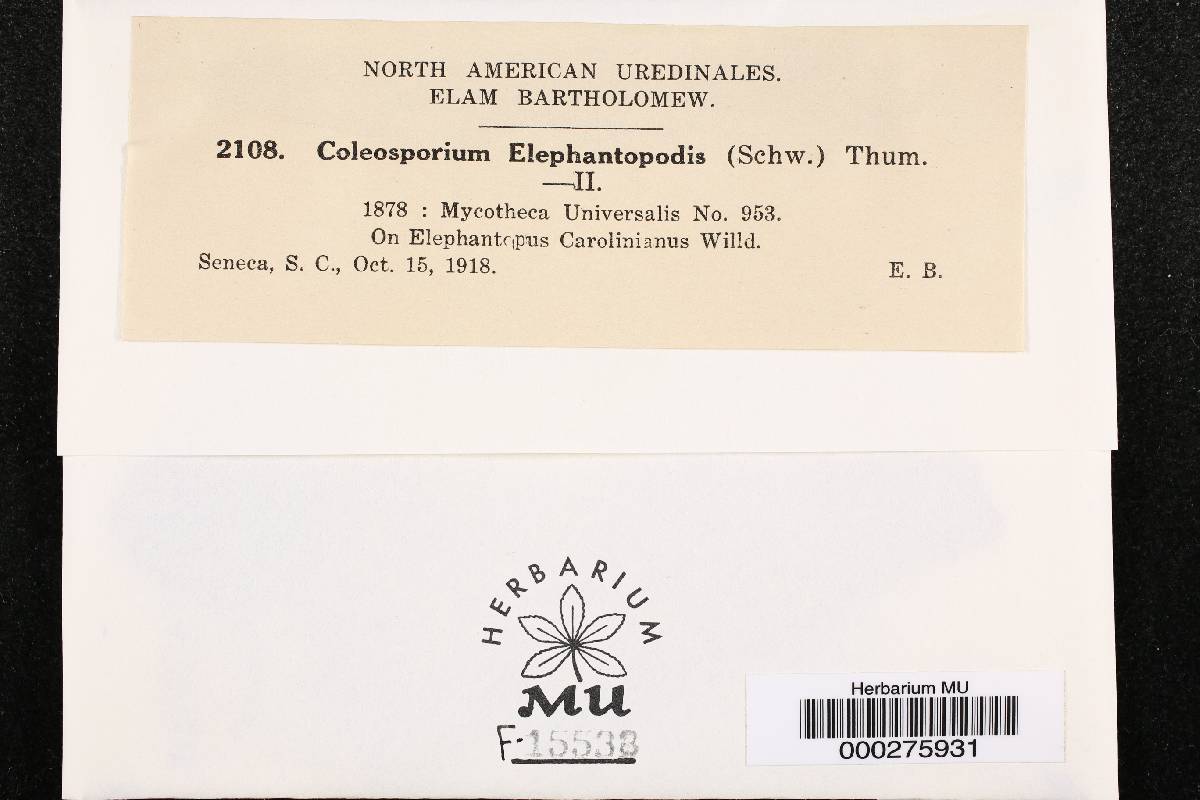 NORTH AMERICAN UREDINALES.
ELAM BARTHOLOMEW.
2108. Coleosporium Elephantopodis (Schw.) Thum.
—II.
1878 : Mycotheca Universalis No. 953.
On Elephantopus Carolinianus Willd.
Seneca, S. C., Oct. 15, 1918. E. B.
HERBARIUM
MU
F-15533
Herbarium MU
000275931